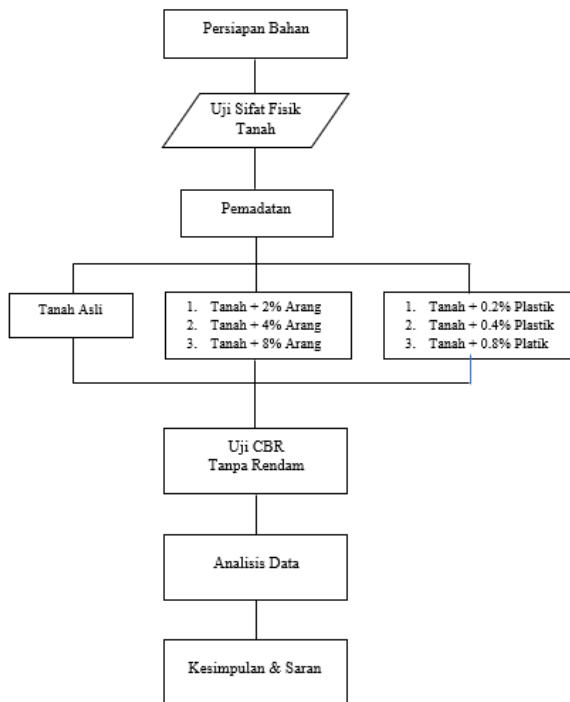 Persiapan Bahan
Uji Sifat Fisik
Tanah
Pemadatan
Tanah Asli
1. Tanah + 2% Arang
2. Tanah + 4% Arang
3. Tanah + 8% Arang
1. Tanah + 0.2% Plastik
2. Tanah + 0.4% Plastik
3. Tanah + 0.8% Platik
Uji CBR
Tanpa Rendam
Analisis Data
Kesimpulan & Saran